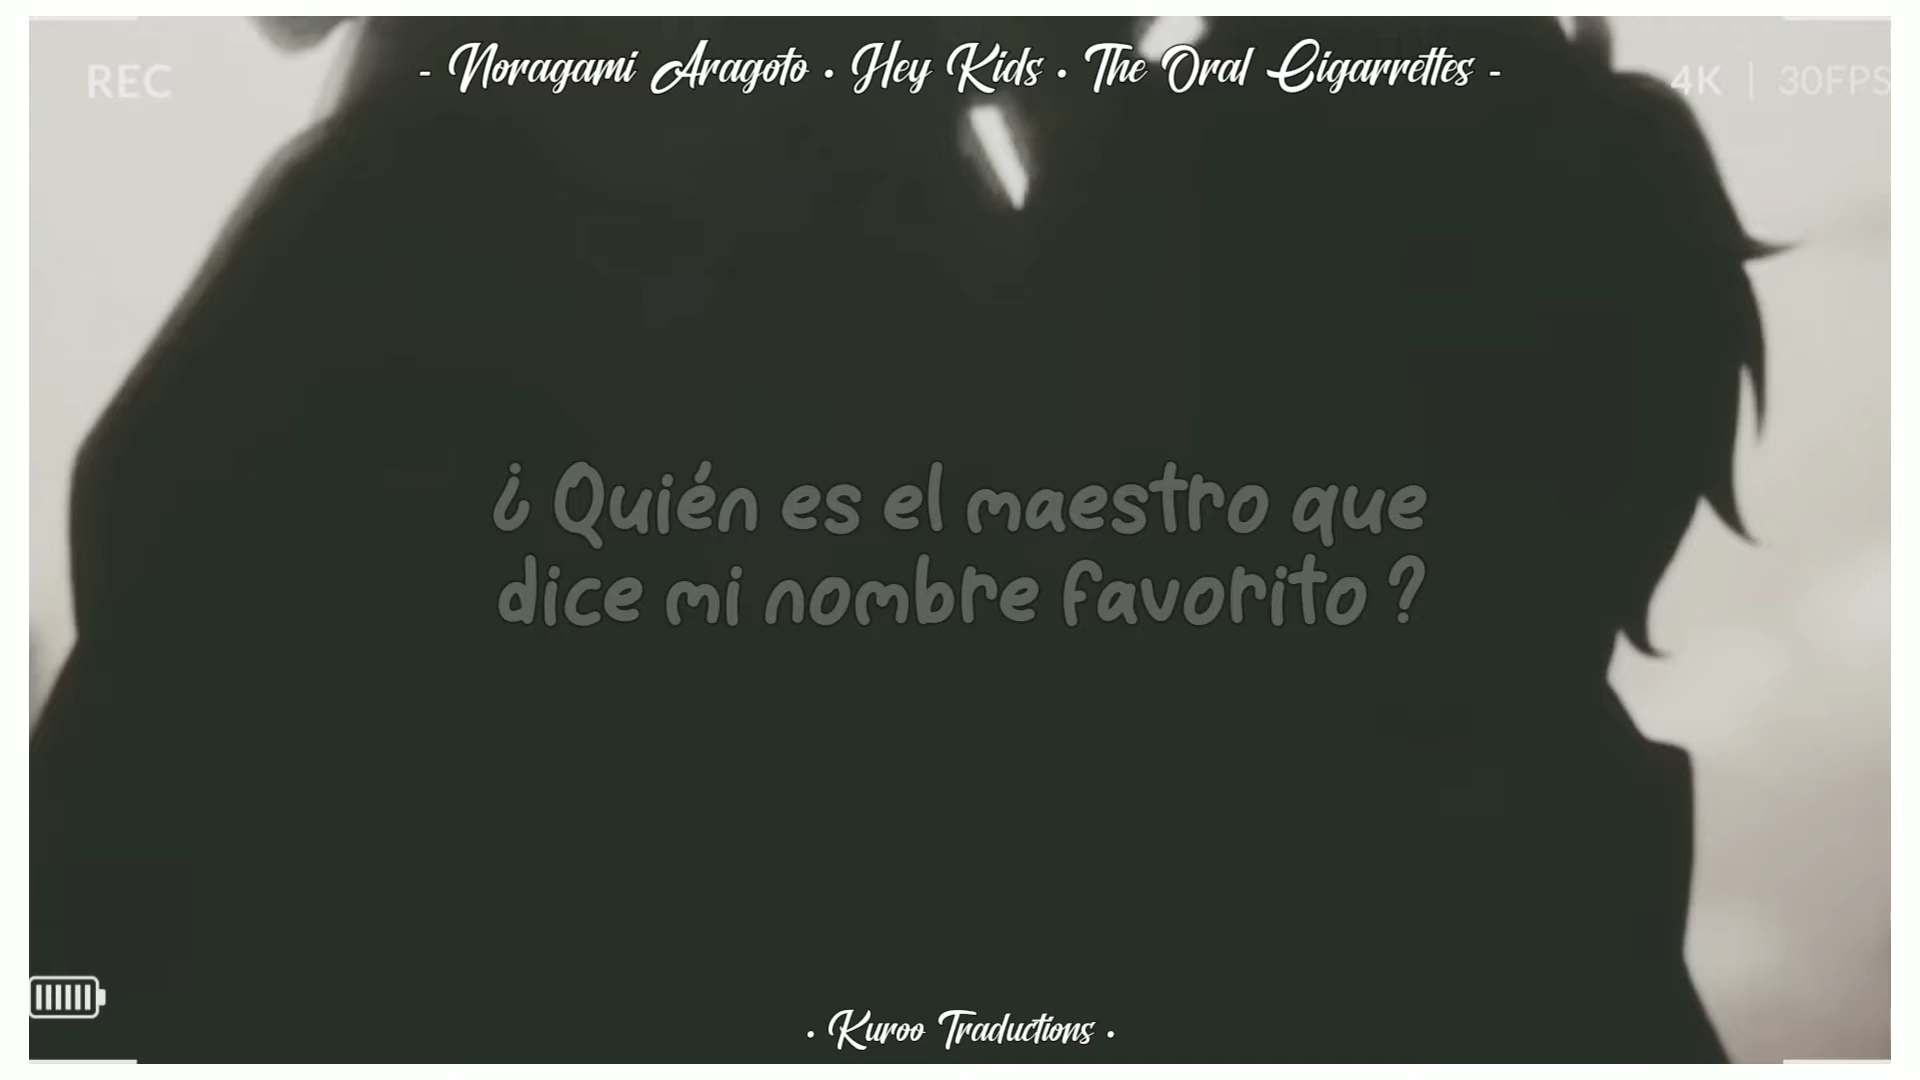 - Noragami Aragoto • Hey Kids • The Oral Cigarrettes -
REC
4K | 30FPS
¿ Quién es el maestro que
dice mi nombre favorito ?
• Kuroo Traductions •